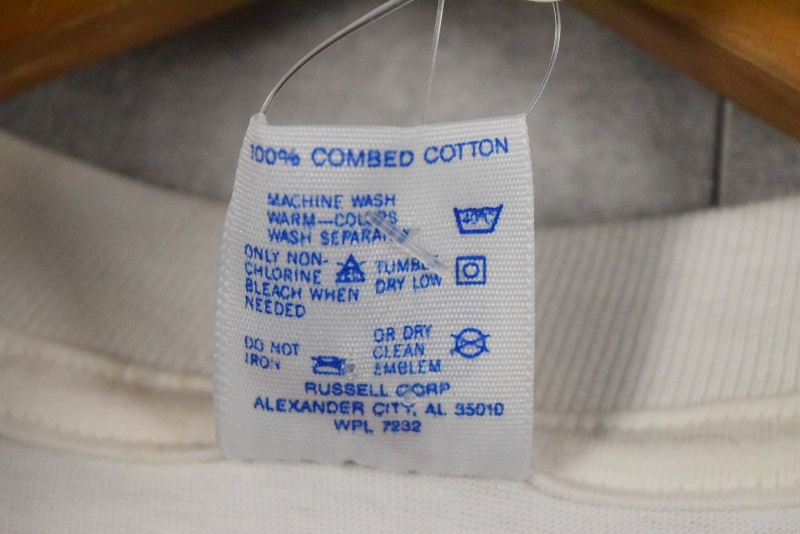 100% COMBED COTTON
MACHINE WASH
WARM—COLORS
WASH SEPARATELY
40°C
ONLY NON-
CHLORINE
BLEACH WHEN
NEEDED
TUMBLE
DRY LOW
DO NOT
IRON
OR DRY
CLEAN
EMBLEM
RUSSELL CORP
ALEXANDER CITY, AL 35010
WPL 7232